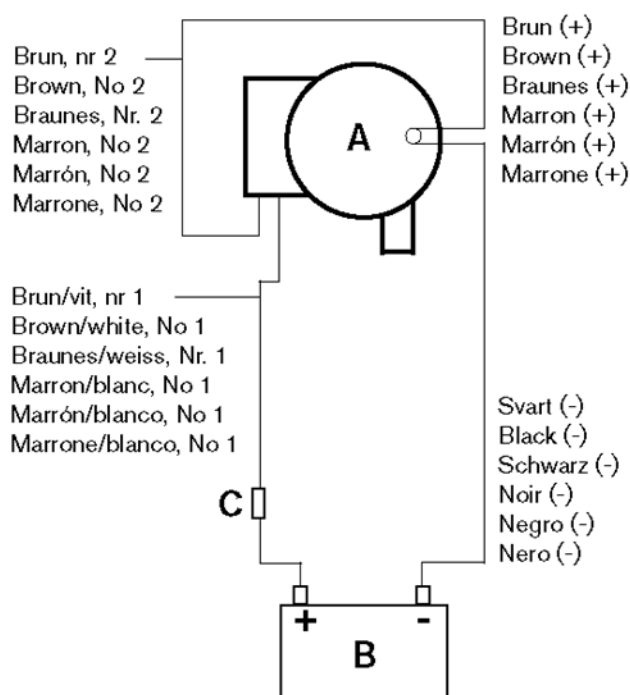 Brun, nr 2
Brown, No 2
Braunes, Nr. 2
Marron, No 2
Marrón, No 2
Marrone, No 2
A
Brun (+)
Brown (+)
Braunes (+)
Marron (+)
Marrón (+)
Marrone (+)
Brun/vit, nr 1
Brown/white, No 1
Braunes/weiss, Nr. 1
Marron/blanc, No 1
Marrón/blanco, No 1
Marrone/blanco, No 1
Svart (-)
Black (-)
Schwarz (-)
Noir (-)
Negro (-)
Nero (-)
C
+ -
B